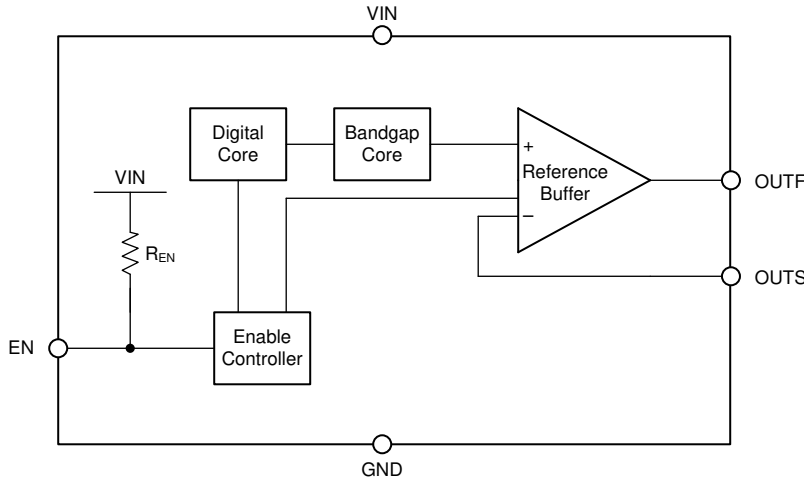 VIN
Digital
Core
Bandgap
Core
+
Reference
Buffer
−
OUTF
OUTS
VIN
REN
EN
Enable
Controller
GND